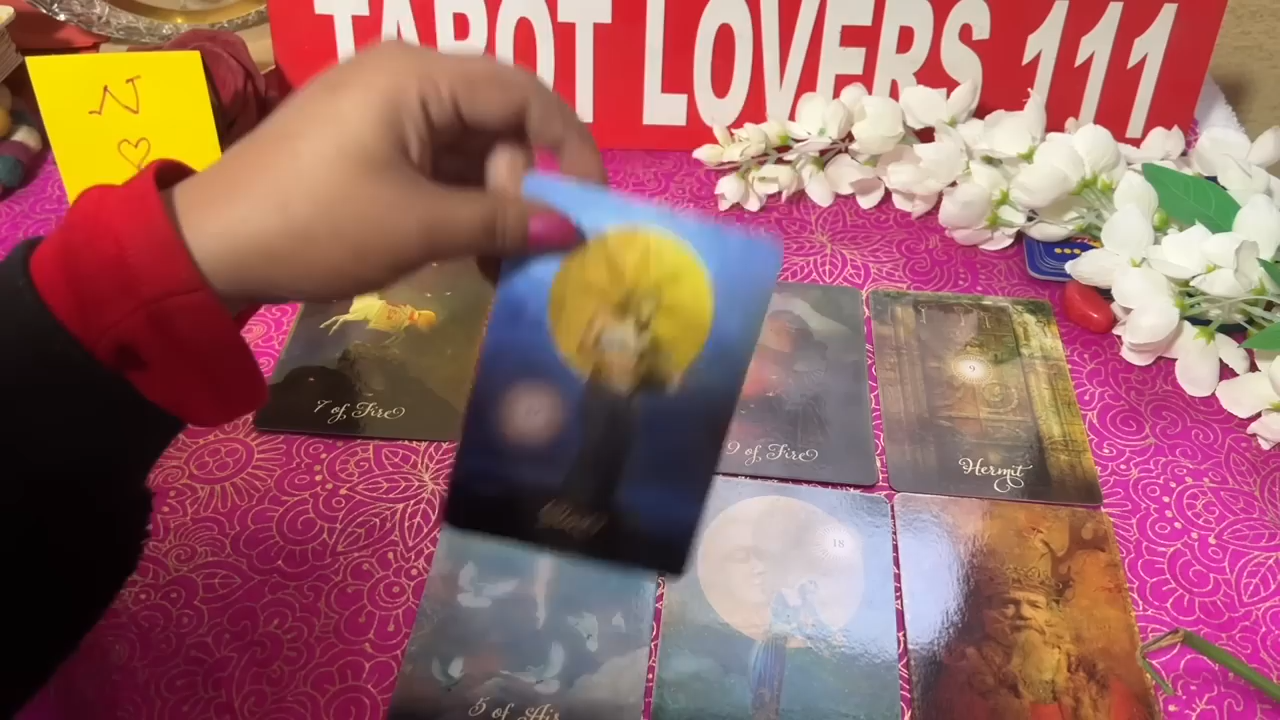 TAROT LOVERS 111
N
7 of Fire
9 of Fire
9
Hermit
18
5 of Air